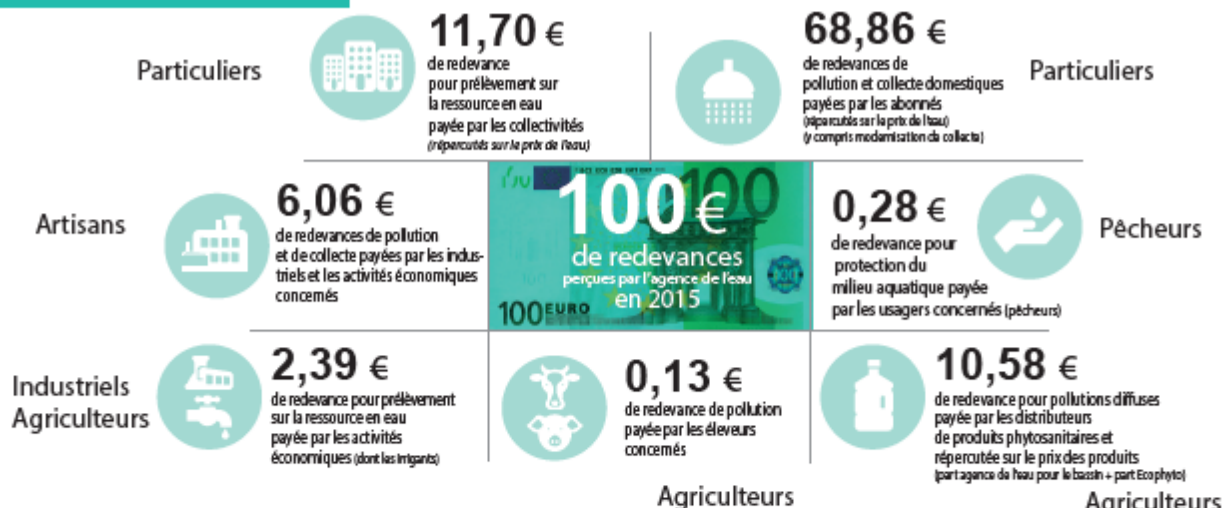 11,70 €
de redevance
pour prélèvement sur
la ressource en eau
payée par les collectivités
(répercutés sur le prix de l'eau)
Particuliers
68,86 €
de redevances de
pollution et collecte domestiques
payées par les abonnés
(répercutés sur le prix de l'eau)
(y compris modernisation de collecte)
Particuliers
Artisans
6,06 €
de redevances de pollution
et de collecte payées par les indus-
triels et les activités économiques
concernés
100 €
de redevances
perçues par l'agence de l'eau
en 2015
100
100 EURO
0,28 €
de redevance pour
protection du
milieu aquatique payée
par les usagers concernés (pêcheurs)
Pêcheurs
Industriels
Agriculteurs
2,39 €
de redevance pour prélèvement
sur la ressource en eau
payée par les activités
économiques (dont les irrigants)
0,13 €
de redevance de pollution
payée par les éleveurs
concernés
Agriculteurs
10,58 €
de redevance pour pollutions diffuses
payée par les distributeurs
de produits phytosanitaires et
répercutée sur le prix des produits
(part agence de l'eau pour le bassin + part Ecophyto)
Agriculteurs